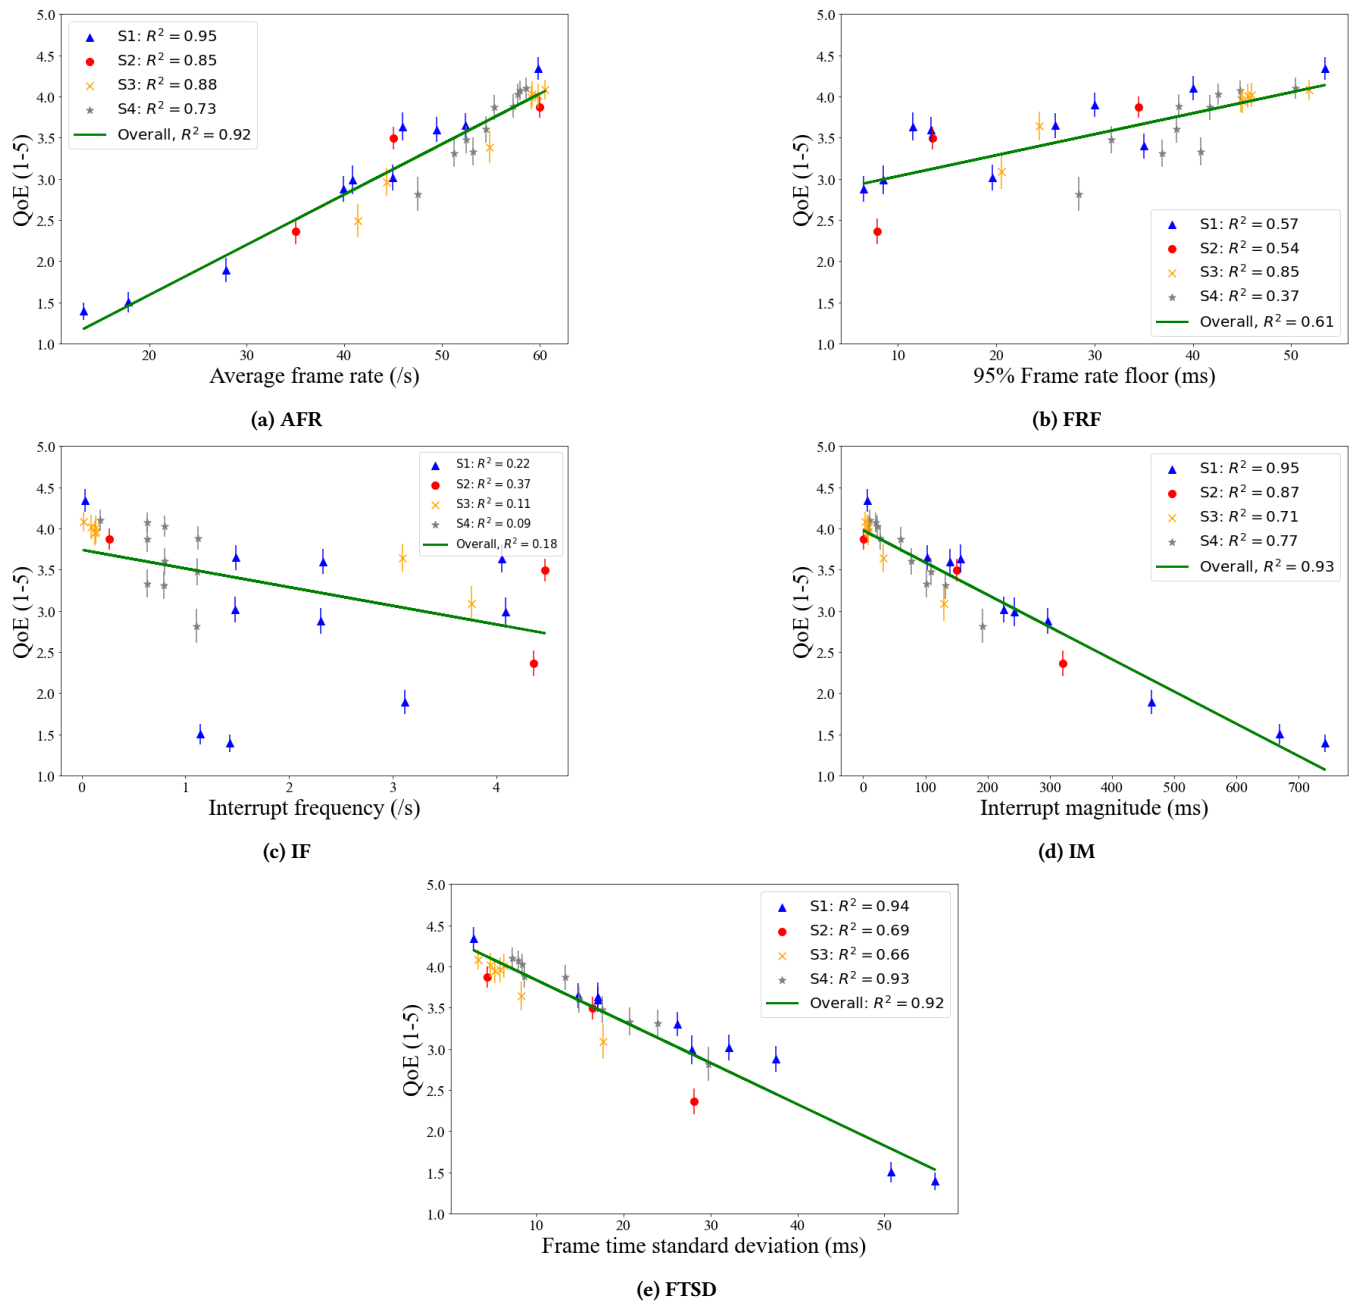 5.0
4.5
4.0
3.5
3.0
2.5
2.0
1.5
1.0
QoE (1-5)
S1: R² = 0.95
S2: R² = 0.85
S3: R² = 0.88
S4: R² = 0.73
Overall, R² = 0.92
20 30 40 50 60
Average frame rate (/s)
(a) AFR
5.0
4.5
4.0
3.5
3.0
2.5
2.0
1.5
1.0
QoE (1-5)
S1: R² = 0.57
S2: R² = 0.54
S3: R² = 0.85
S4: R² = 0.37
Overall, R² = 0.61
10 20 30 40 50
95% Frame rate floor (ms)
(b) FRF
5.0
4.5
4.0
3.5
3.0
2.5
2.0
1.5
1.0
QoE (1-5)
S1: R² = 0.22
S2: R² = 0.37
S3: R² = 0.11
S4: R² = 0.09
Overall, R² = 0.18
0 1 2 3 4
Interrupt frequency (/s)
(c) IF
5.0
4.5
4.0
3.5
3.0
2.5
2.0
1.5
1.0
QoE (1-5)
S1: R² = 0.95
S2: R² = 0.87
S3: R² = 0.71
S4: R² = 0.77
Overall, R² = 0.93
0 100 200 300 400 500 600 700
Interrupt magnitude (ms)
(d) IM
5.0
4.5
4.0
3.5
3.0
2.5
2.0
1.5
1.0
QoE (1-5)
S1: R² = 0.94
S2: R² = 0.69
S3: R² = 0.66
S4: R² = 0.93
Overall: R² = 0.92
10 20 30 40 50
Frame time standard deviation (ms)
(e) FTSD